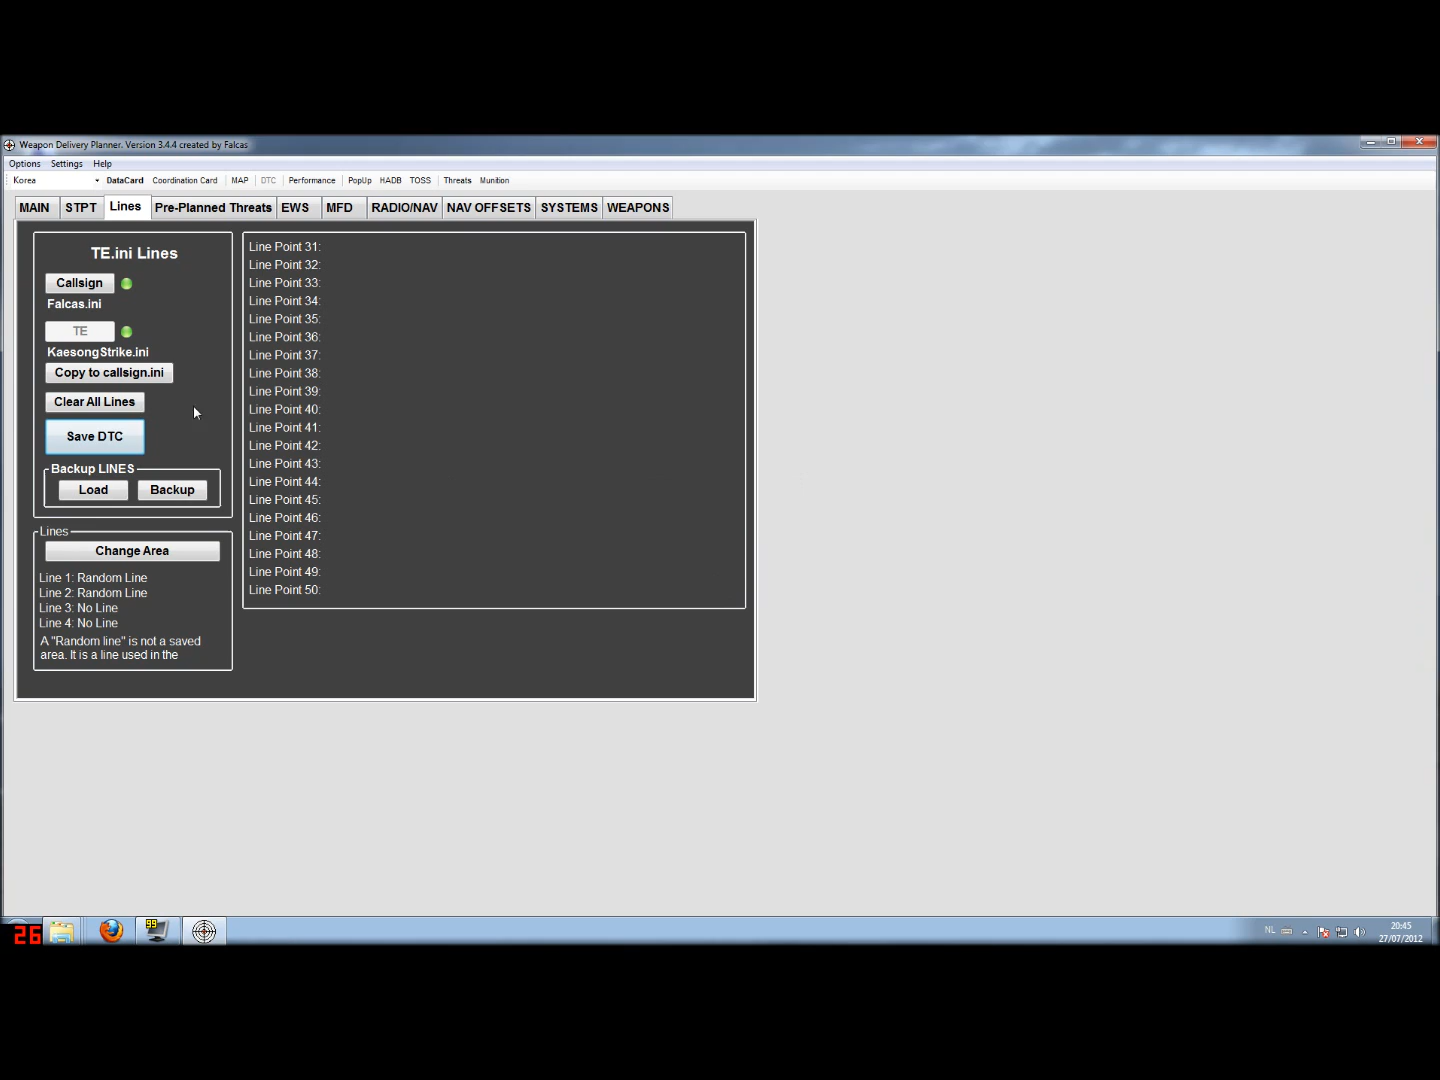 Weapon Delivery Planner. Version 3.4.4 created by Falcas
Options Settings Help
Korea DataCard Coordination Card MAP DTC Performance PopUp HADB TOSS Threats Munition
MAIN STPT Lines Pre-Planned Threats EWS MFD RADIO/NAV NAV OFFSETS SYSTEMS WEAPONS
TE.ini Lines
Callsign
Falcas.ini
TE
KaesongStrike.ini
Copy to callsign.ini
Clear All Lines
Save DTC
Backup LINES
Load Backup
Lines
Change Area
Line 1: Random Line
Line 2: Random Line
Line 3: No Line
Line 4: No Line
A "Random line" is not a saved
area. It is a line used in the
Line Point 31:
Line Point 32:
Line Point 33:
Line Point 34:
Line Point 35:
Line Point 36:
Line Point 37:
Line Point 38:
Line Point 39:
Line Point 40:
Line Point 41:
Line Point 42:
Line Point 43:
Line Point 44:
Line Point 45:
Line Point 46:
Line Point 47:
Line Point 48:
Line Point 49:
Line Point 50:
26
99
NL
20:45
27/07/2012